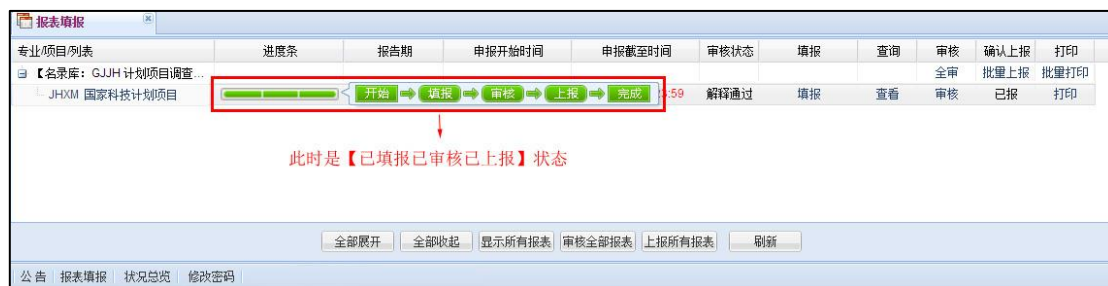 报表填报
专业/项目/列表 进度条 报告期 申报开始时间 申报截至时间 审核状态 填报 查询 审核 确认上报 打印
【名录库：GJJH 计划项目调查... 全审 批里上报 批里打印
JHXM 国家科技计划项目 开始 填报 审核 上报 完成 :59 解释通过 填报 查看 审核 已报 打印
此时是【已填报已审核已上报】状态
全部展开 全部收起 显示所有报表 审核全部报表 上报所有报表 刷新
公告 报表填报 状况总览 修改密码